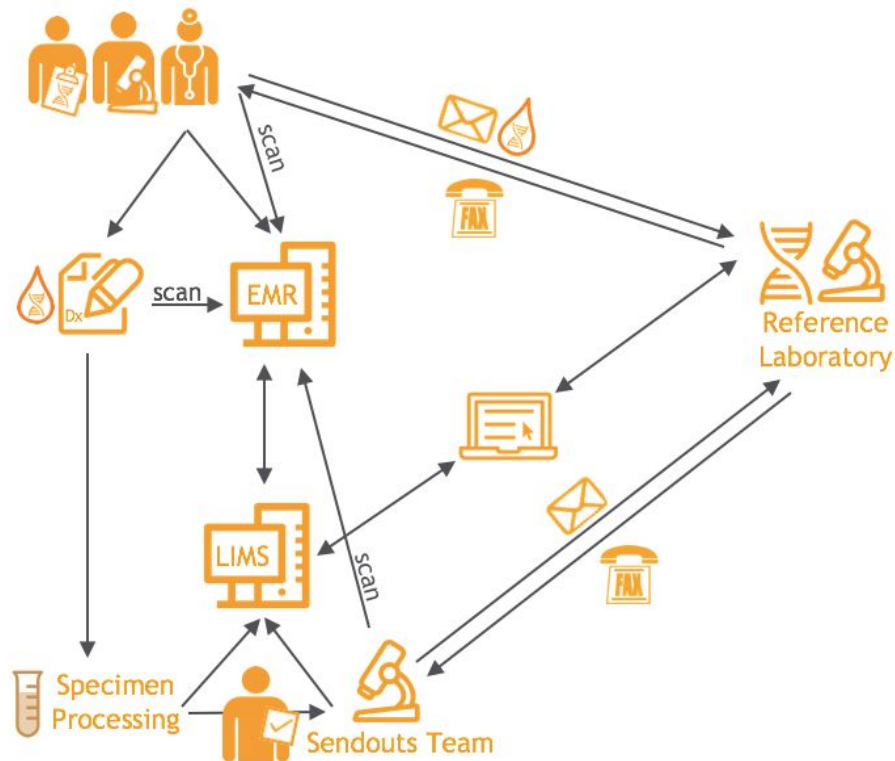 scan
FAX
Reference
Laboratory
Dx
scan
EMR
LIMS
scan
FAX
Specimen
Processing
Sendouts Team